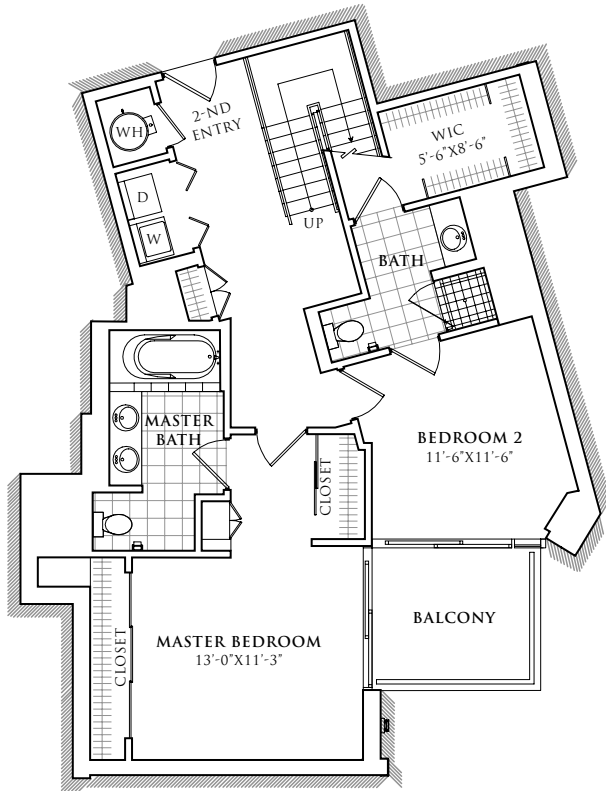 2-ND
ENTRY
WH
WIC
5'-6"X8'-6"
D
W
UP
BATH
MASTER
BATH
BEDROOM 2
11'-6"X11'-6"
CLOSET
BALCONY
MASTER BEDROOM
13'-0"X11'-3"
CLOSET